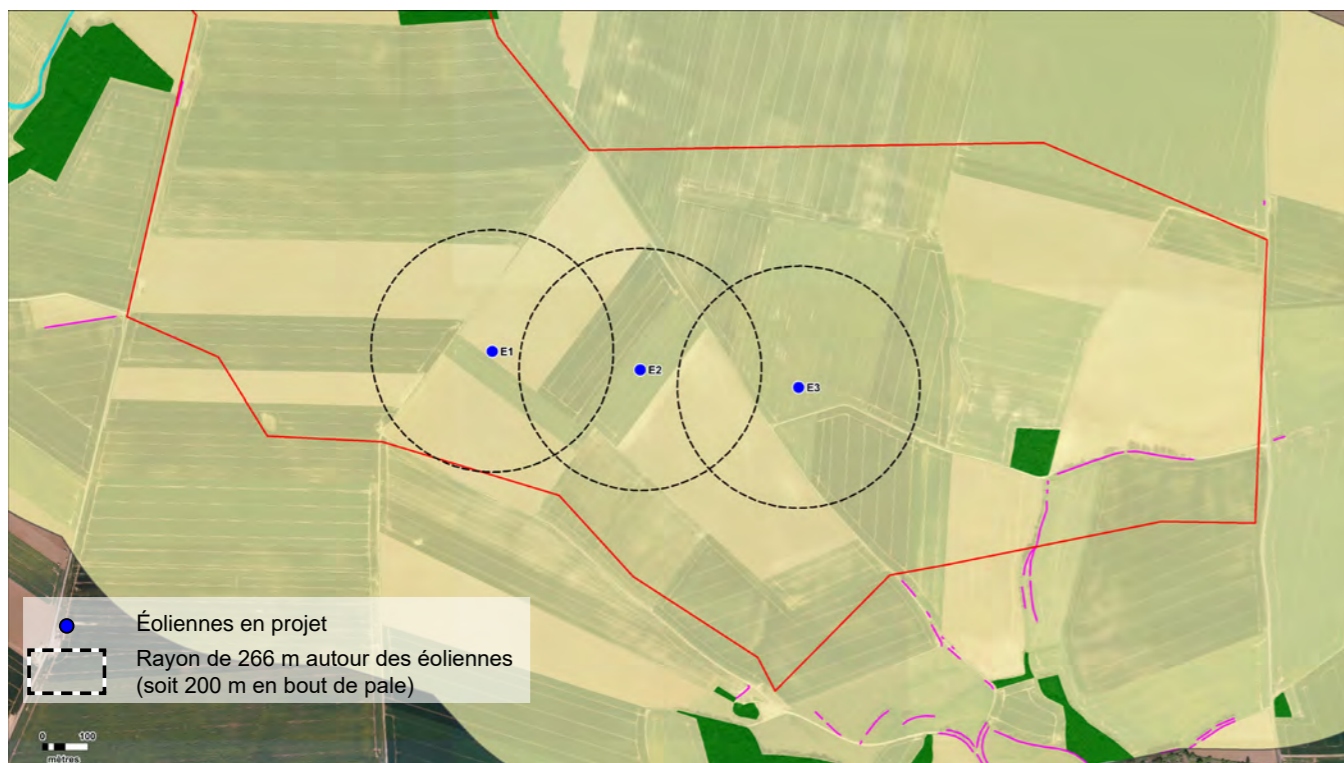 E1
E2
E3
Éoliennes en projet
Rayon de 266 m autour des éoliennes
(soit 200 m en bout de pale)
0 100
mètres